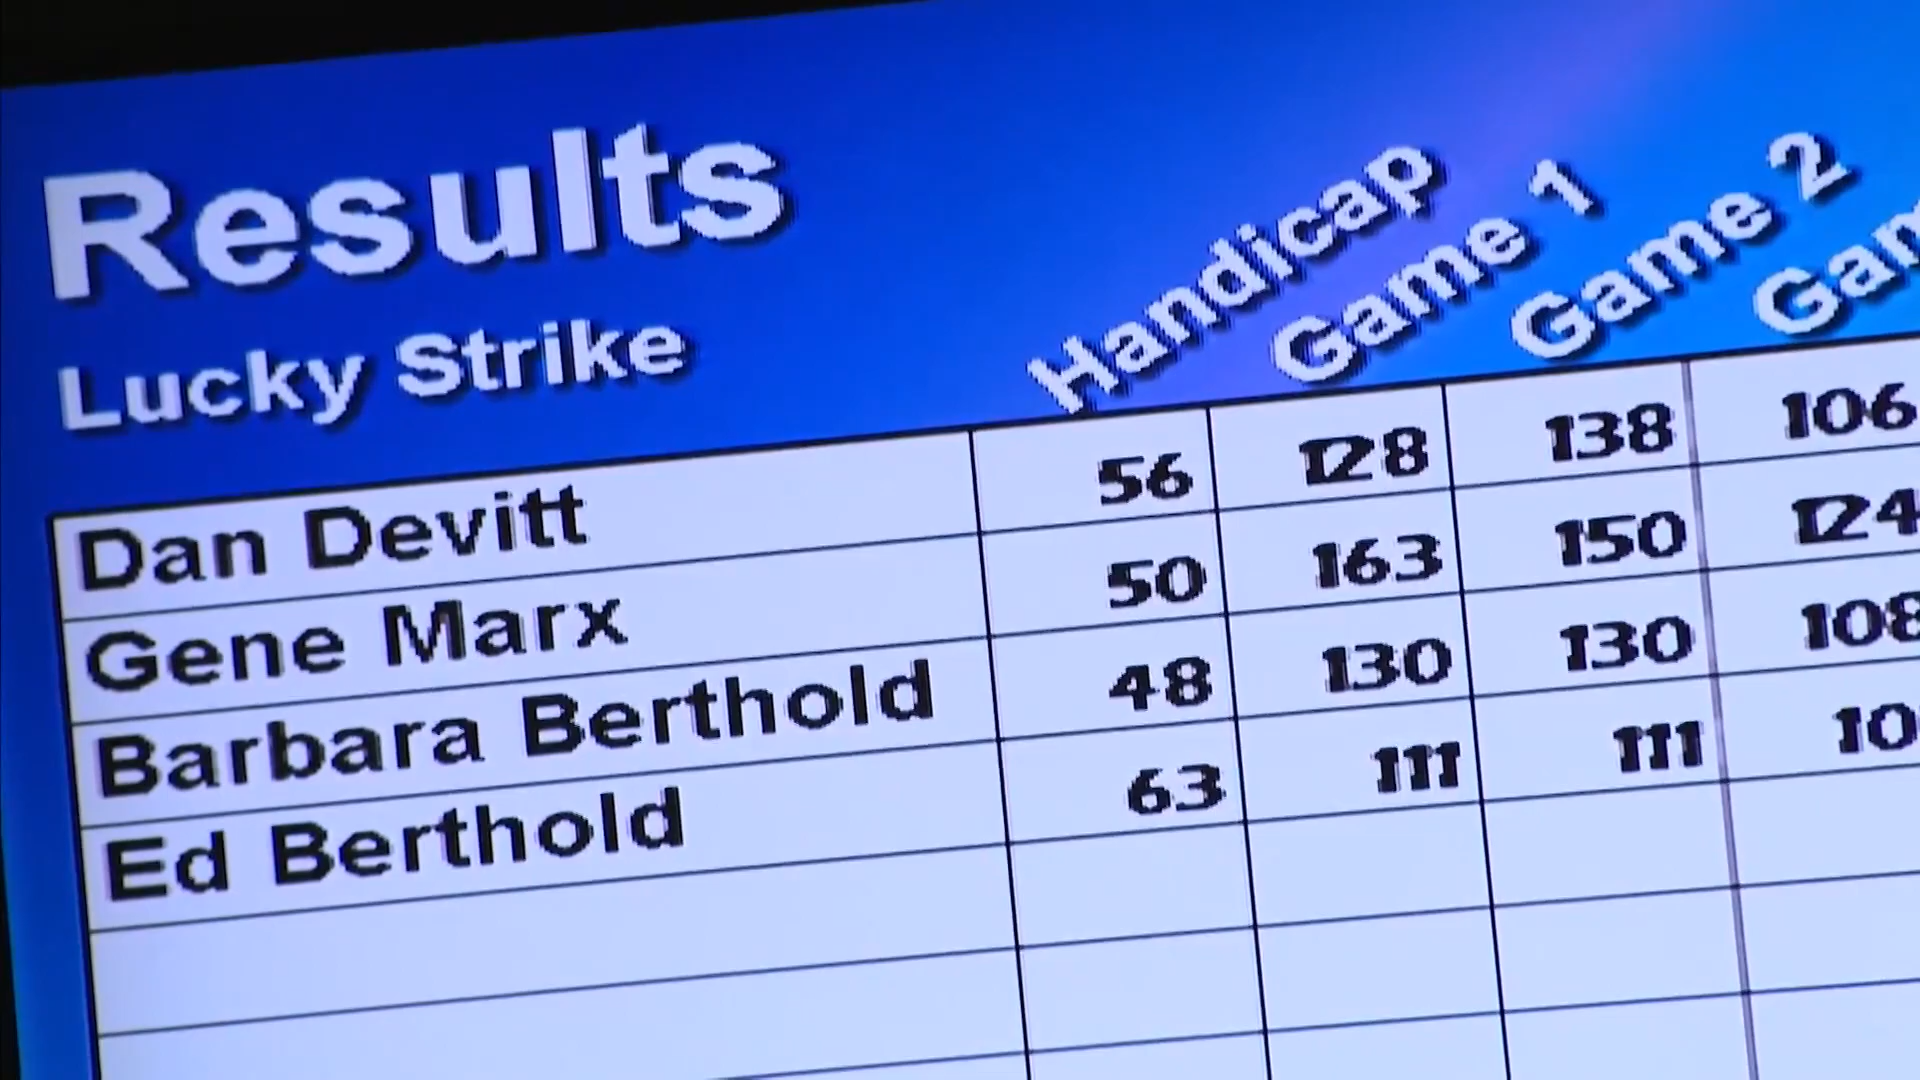 Results
Lucky Strike
Handicap Game 1 Game 2
Dan Devitt 56 128 138 106
Gene Marx 50 163 150 124
Barbara Berthold 48 130 130 108
Ed Berthold 63 111 111